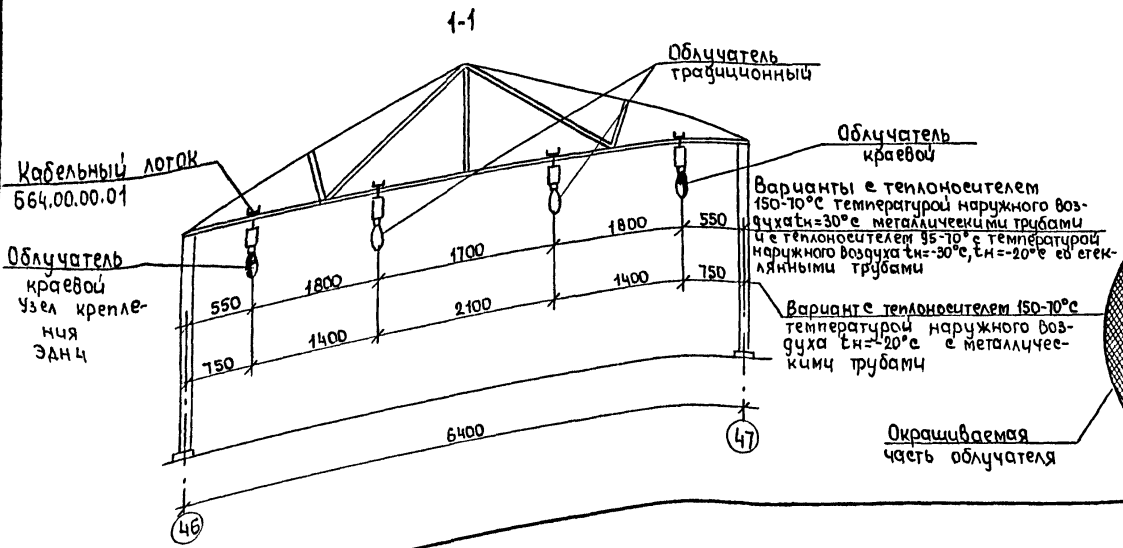 1-1
Облучатель
традиционный
Кабельный лоток
Б64.00.00.01
Облучатель
краевой
Облучатель
краевой
Узел крепле-
ния
ЭДН4
Варианты с теплоносителем
150-70°С температурой наружного воз-
духа tн=30°с металлическими трубами
и с теплоносителем 95-70°с температурой
наружного воздуха tн=-30°с, tн=-20°с со стек-
лянными трубами
550
1800
1700
1800
550
750
1400
2100
1400
750
Вариант с теплоносителем 150-70°С
температурой наружного воз-
духа tн=-20°с с металличес-
кими трубами
6400
46
47
Окрашиваемая
часть облучателя